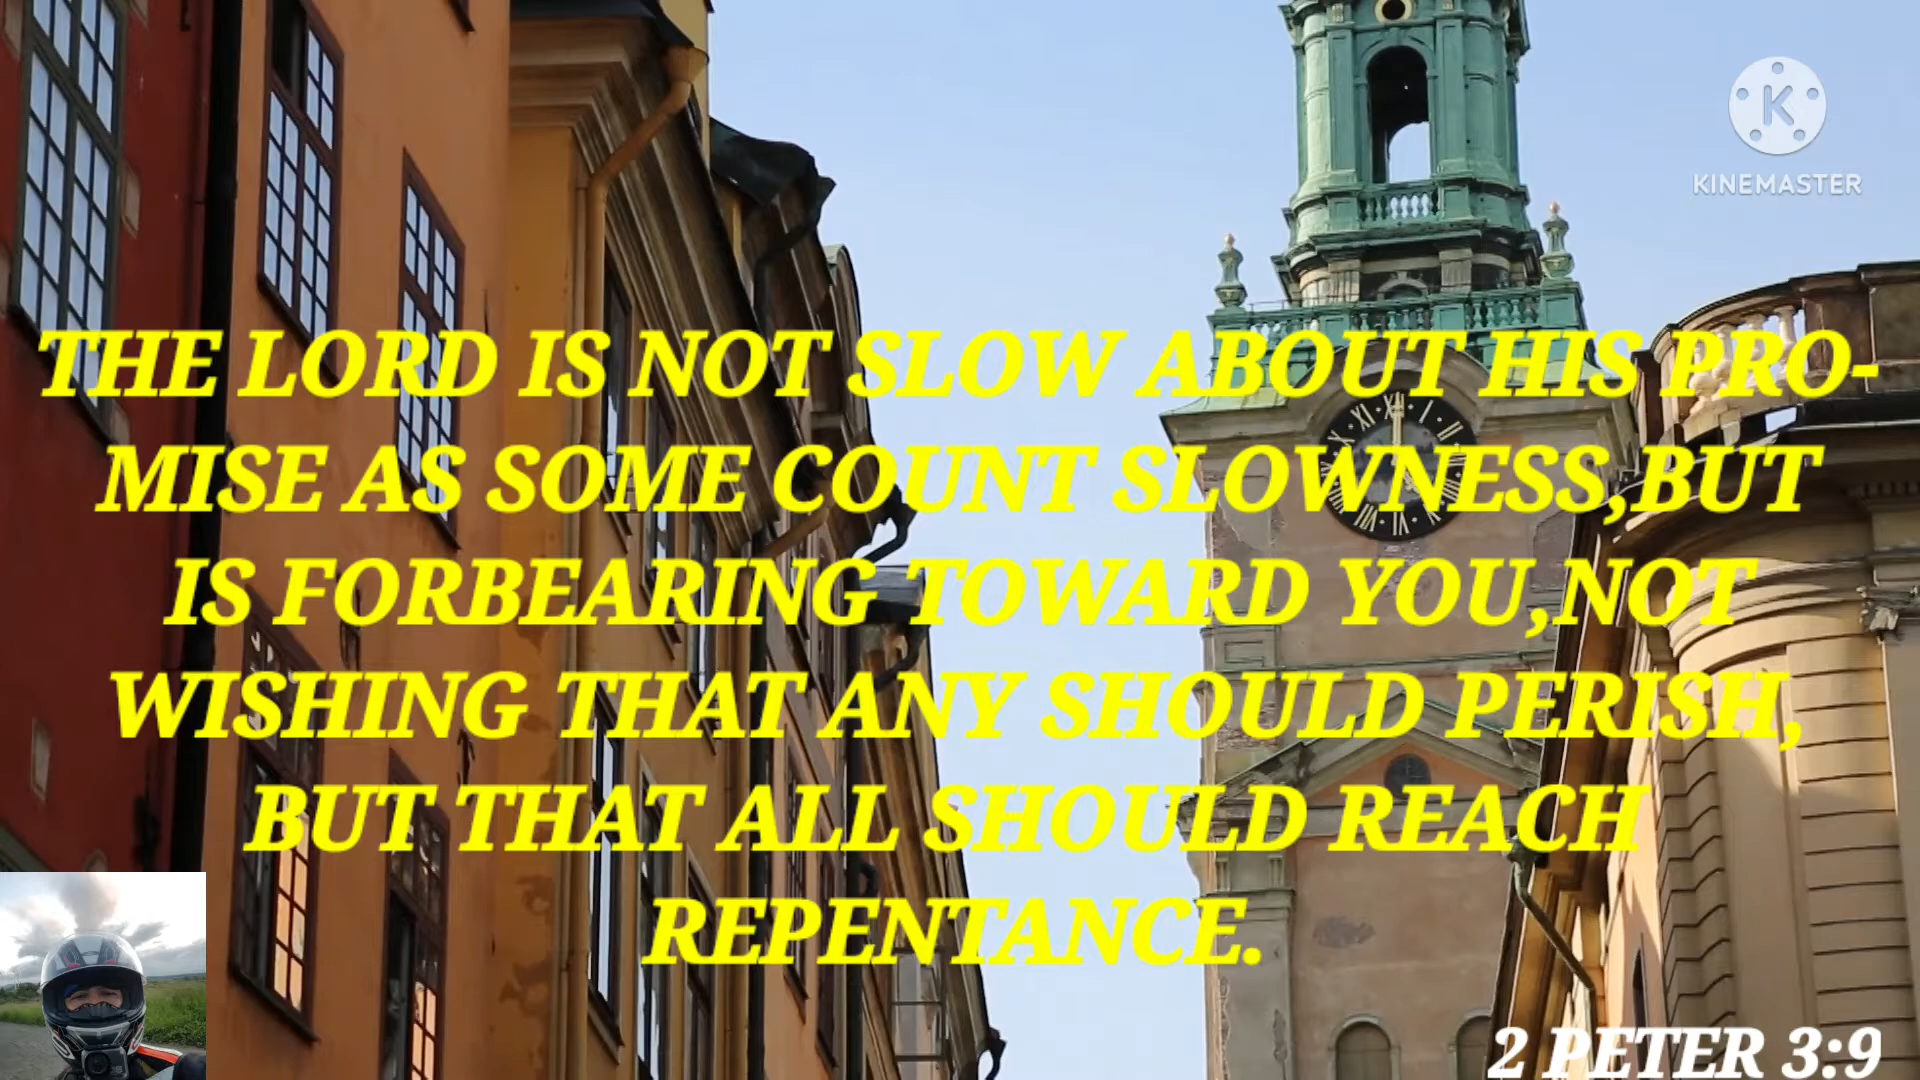 KINEMASTER
THE LORD IS NOT SLOW ABOUT HIS PRO-
MISE AS SOME COUNT SLOWNESS,BUT
IS FORBEARING TOWARD YOU,NOT
WISHING THAT ANY SHOULD PERISH,
BUT THAT ALL SHOULD REACH
REPENTANCE.
2 PETER 3:9